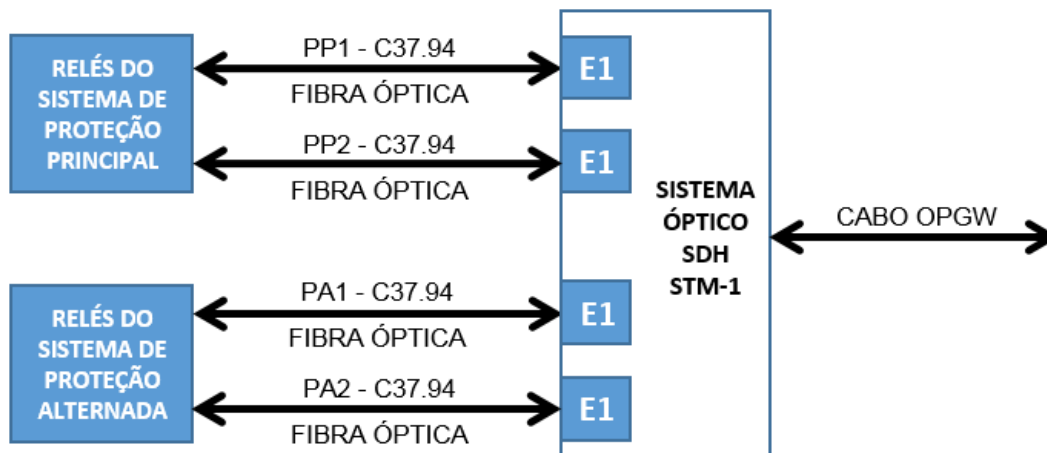 RELÉS DO
SISTEMA DE
PROTEÇÃO
PRINCIPAL
PP1 - C37.94
FIBRA ÓPTICA
E1
PP2 - C37.94
FIBRA ÓPTICA
E1
RELÉS DO
SISTEMA DE
PROTEÇÃO
ALTERNADA
PA1 - C37.94
FIBRA ÓPTICA
E1
PA2 - C37.94
FIBRA ÓPTICA
E1
SISTEMA
ÓPTICO
SDH
STM-1
CABO OPGW